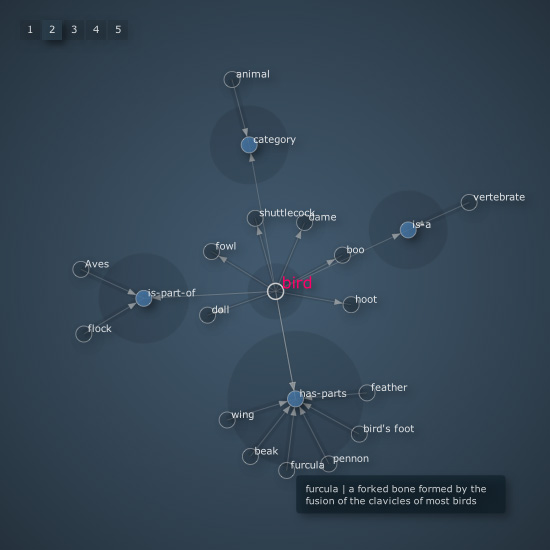 1 2 3 4 5
animal
category
vertebrate
shuttlecock
dame
is-a
fowl
boo
Aves
bird
is-part-of
hoot
doll
flock
feather
has-parts
wing
bird's foot
beak
pennon
furcula
furcula | a forked bone formed by the
fusion of the clavicles of most birds